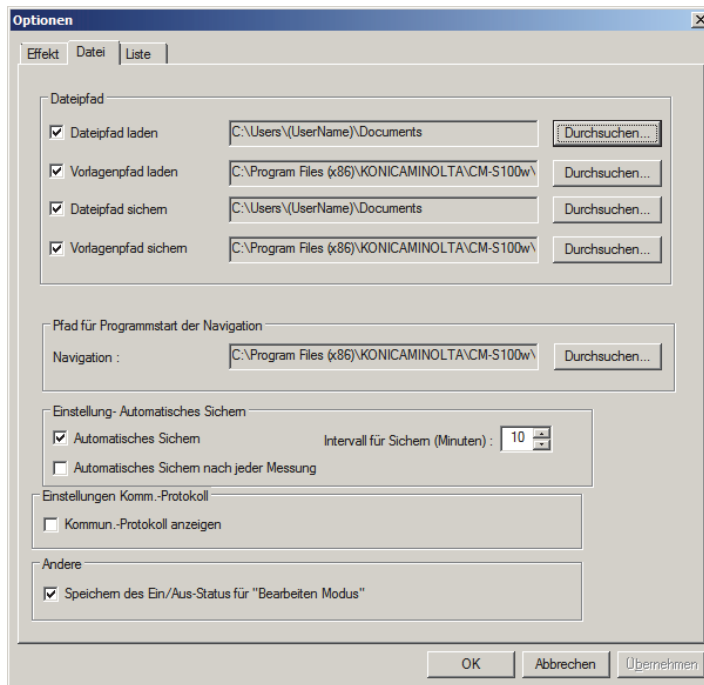 Optionen
Effekt Datei Liste
Dateipfad
Dateipfad laden C:\Users\(UserName)\Documents Durchsuchen...
Vorlagenpfad laden C:\Program Files (x86)\KONICAMINOLTA\CM-S100w\ Durchsuchen...
Dateipfad sichern C:\Users\(UserName)\Documents Durchsuchen...
Vorlagenpfad sichern C:\Program Files (x86)\KONICAMINOLTA\CM-S100w\ Durchsuchen...
Pfad für Programmstart der Navigation
Navigation : C:\Program Files (x86)\KONICAMINOLTA\CM-S100w\ Durchsuchen...
Einstellung- Automatisches Sichern
Automatisches Sichern Intervall für Sichern (Minuten) : 10
Automatisches Sichern nach jeder Messung
Einstellungen Komm.-Protokoll
Kommun.-Protokoll anzeigen
Andere
Speichern des Ein/Aus-Status für "Bearbeiten Modus"
OK Abbrechen Übernehmen